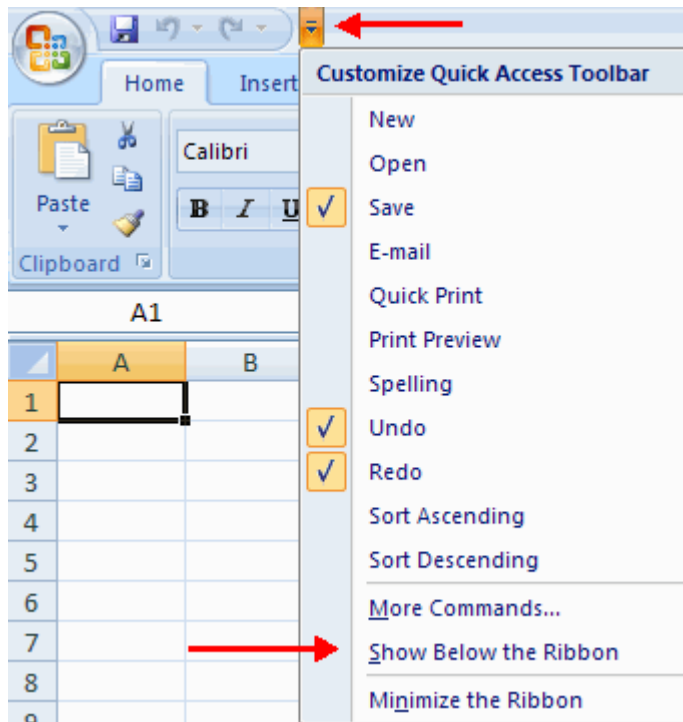 Customize Quick Access Toolbar
New
Open
Save
E-mail
Quick Print
Print Preview
Spelling
Undo
Redo
Sort Ascending
Sort Descending
More Commands...
Show Below the Ribbon
Minimize the Ribbon
Home Insert
Calibri
Paste
B I U
Clipboard
A1
A B
1
2
3
4
5
6
7
8
9